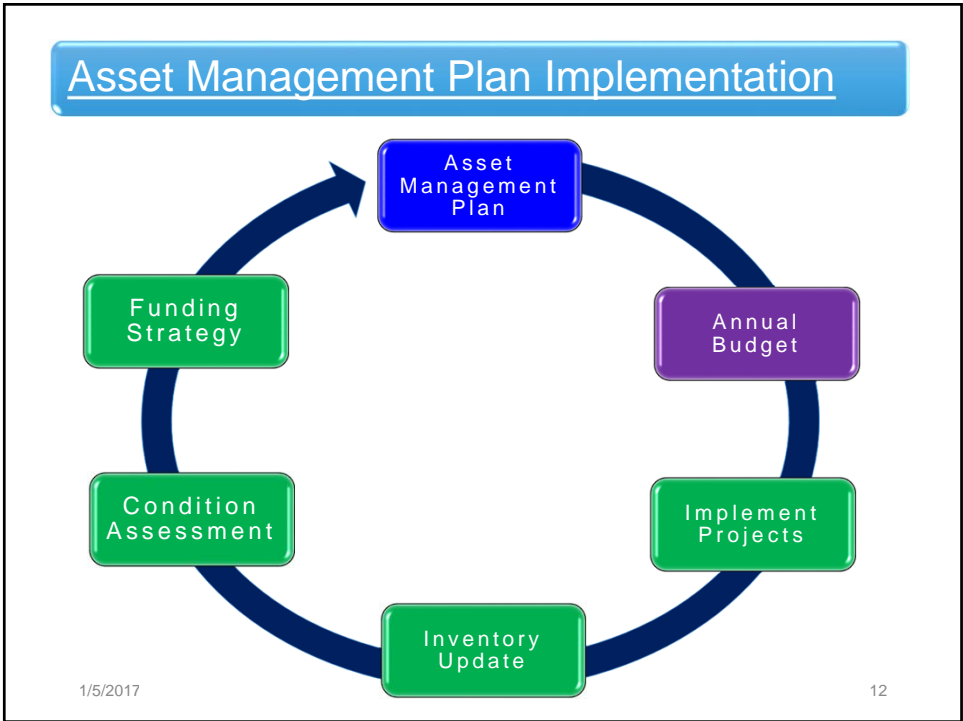 Asset Management Plan Implementation
Asset
Management
Plan
Annual
Budget
Implement
Projects
Inventory
Update
Condition
Assessment
Funding
Strategy
1/5/2017
12